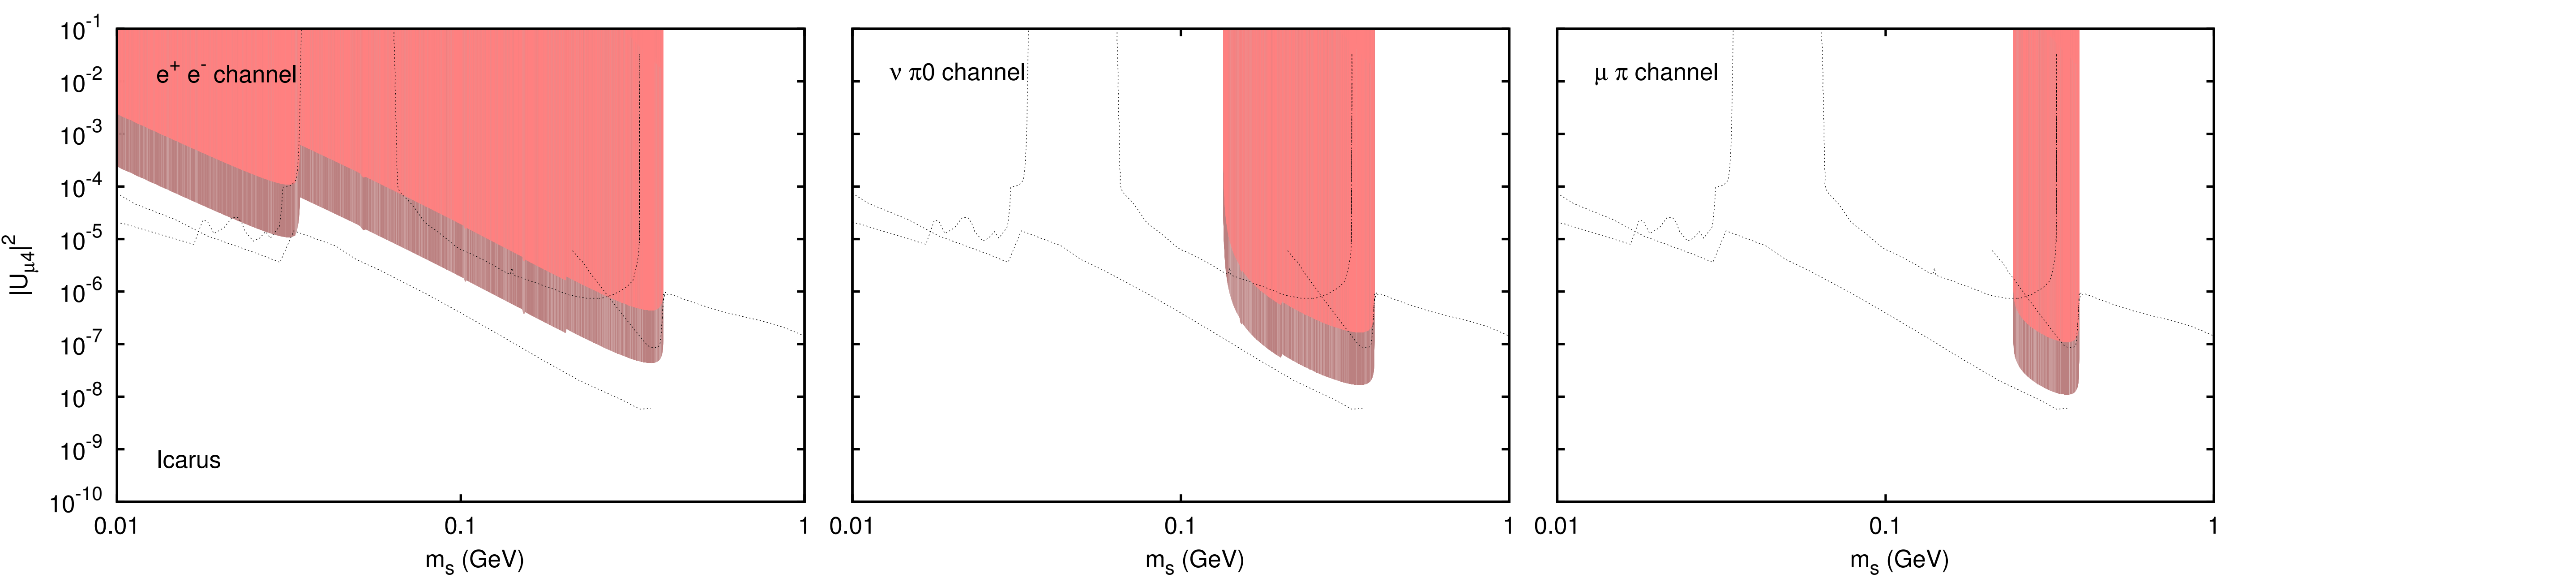 10^-1
10^-2
10^-3
10^-4
10^-5
10^-6
10^-7
10^-8
10^-9
10^-10
|U_μ4|^2
e^+ e^- channel
Icarus
0.01 0.1 1
m_s (GeV)
ν π0 channel
0.01 0.1 1
m_s (GeV)
μ π channel
0.01 0.1 1
m_s (GeV)